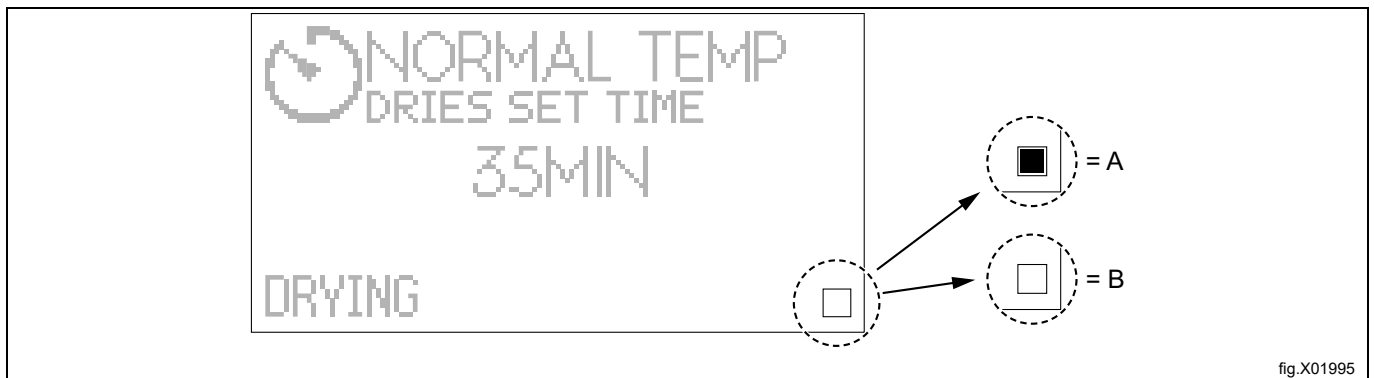 NORMAL TEMP
DRIES SET TIME
35MIN
= A
= B
DRYING
fig.X01995